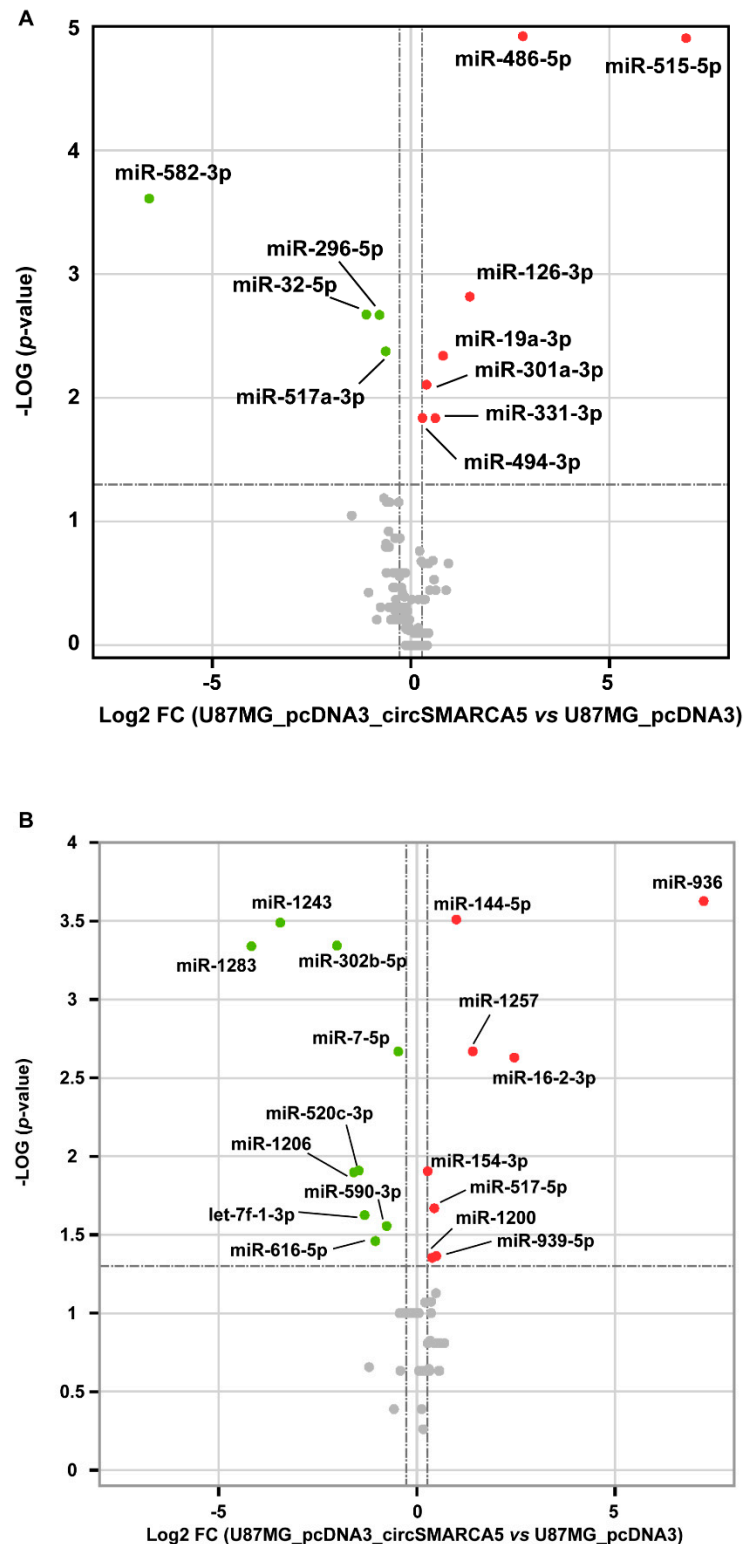 A
5
miR-486-5p
miR-515-5p
4
miR-582-3p
3
miR-296-5p
miR-126-3p
miR-32-5p
miR-19a-3p
miR-301a-3p
miR-517a-3p
2
miR-331-3p
miR-494-3p
1
0
-LOG (p-value)
-5
0
5
Log2 FC (U87MG_pcDNA3_circSMARCA5 vs U87MG_pcDNA3)
B
4
miR-936
miR-1243
miR-144-5p
3.5
miR-1283
miR-302b-5p
3
miR-1257
miR-7-5p
miR-16-2-3p
2.5
miR-520c-3p
miR-1206
2
miR-154-3p
miR-590-3p
miR-517-5p
let-7f-1-3p
miR-1200
1.5
miR-616-5p
miR-939-5p
1
0.5
0
-LOG (p-value)
-5
0
5
Log2 FC (U87MG_pcDNA3_circSMARCA5 vs U87MG_pcDNA3)